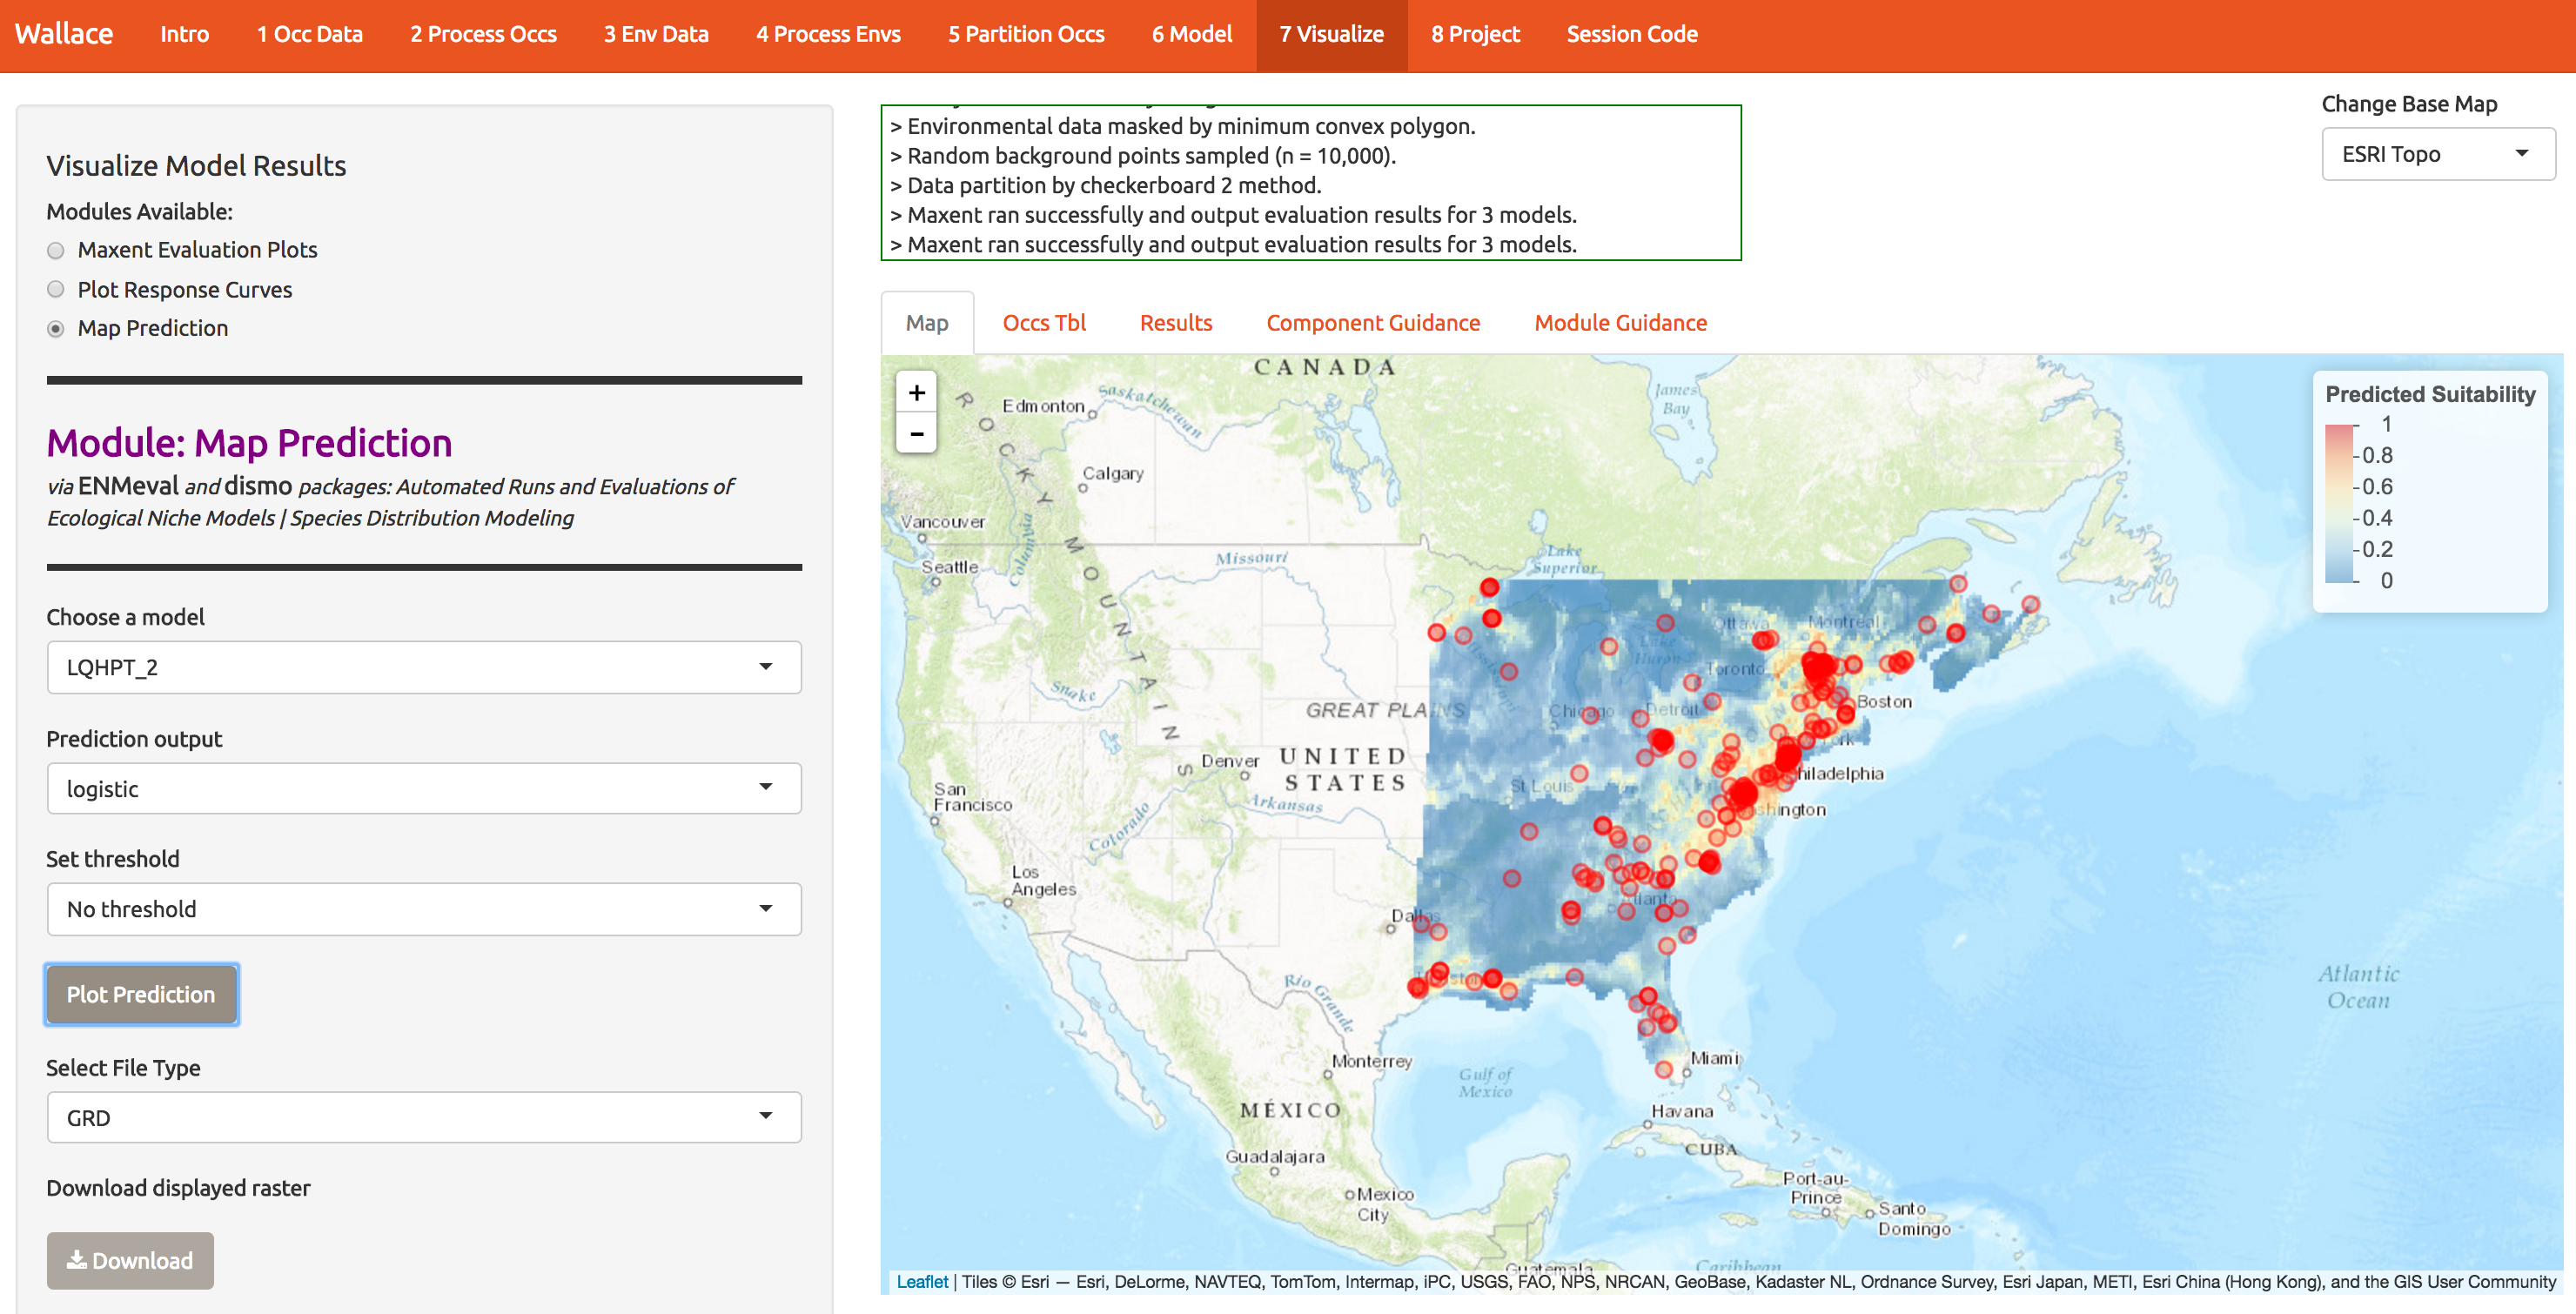 Wallace Intro 1 Occ Data 2 Process Occs 3 Env Data 4 Process Envs 5 Partition Occs 6 Model 7 Visualize 8 Project Session Code
Visualize Model Results
Modules Available:
Maxent Evaluation Plots
Plot Response Curves
Map Prediction
Module: Map Prediction
via ENMeval and dismo packages: Automated Runs and Evaluations of
Ecological Niche Models | Species Distribution Modeling
Choose a model
LQHPT_2
Prediction output
logistic
Set threshold
No threshold
Plot Prediction
Select File Type
GRD
Download displayed raster
Download
> Environmental data masked by minimum convex polygon.
> Random background points sampled (n = 10,000).
> Data partition by checkerboard 2 method.
> Maxent ran successfully and output evaluation results for 3 models.
> Maxent ran successfully and output evaluation results for 3 models.
Change Base Map
ESRI Topo
Map Occs Tbl Results Component Guidance Module Guidance
+
−
Predicted Suitability
1
0.8
0.6
0.4
0.2
0
CANADA
James
Bay
Edmonton
Saskatchewan
ROCKY MOUNTAINS
Calgary
Vancouver
Columbia
Seattle
Missouri
Lake
Superior
Ottawa
Montreal
Lake
Huron
Toronto
Mississippi
Snake
GREAT PLAINS
Chicago
Detroit
Boston
UNITED
STATES
Denver
St Louis
Philadelphia
Washington
San
Francisco
Colorado
Arkansas
Los
Angeles
Atlanta
Dallas
Rio Grande
Monterrey
Gulf of
Mexico
Miami
Atlantic
Ocean
Havana
CUBA
MÉXICO
Guadalajara
Mexico
City
Port-au-
Prince
Santo
Domingo
Guatemala
Caribbean
Leaflet | Tiles © Esri — Esri, DeLorme, NAVTEQ, TomTom, Intermap, iPC, USGS, FAO, NPS, NRCAN, GeoBase, Kadaster NL, Ordnance Survey, Esri Japan, METI, Esri China (Hong Kong), and the GIS User Community